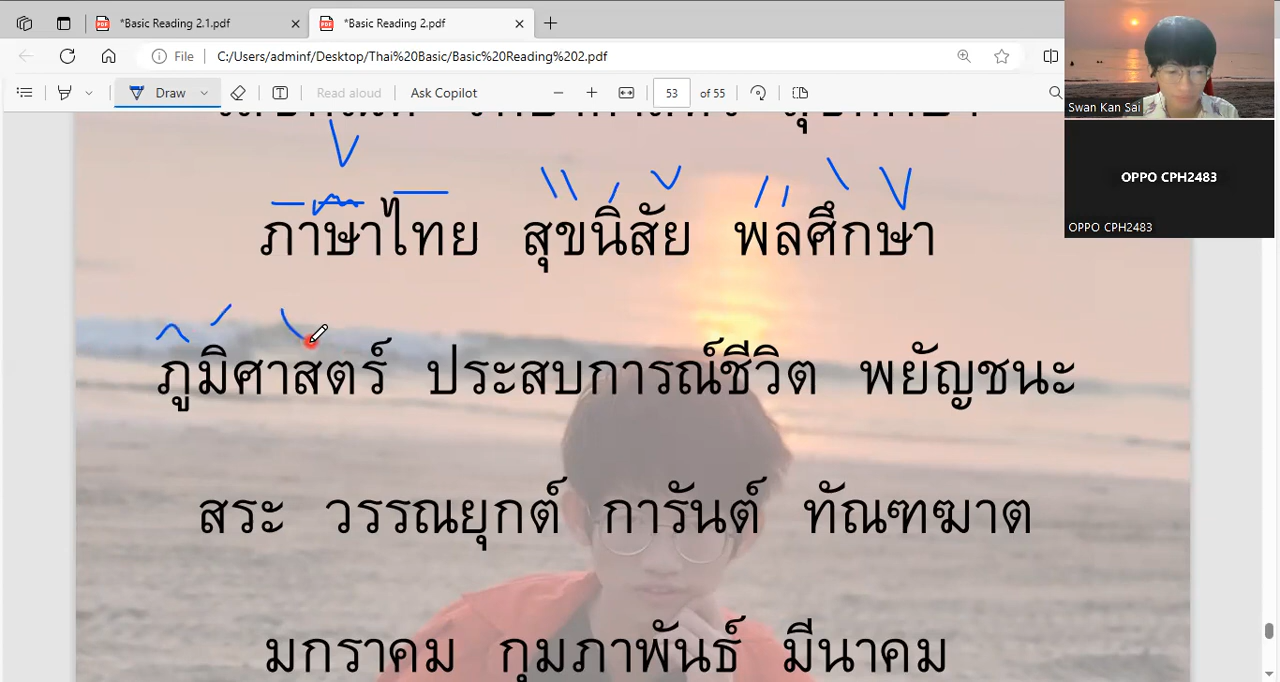 *Basic Reading 2.1.pdf *Basic Reading 2.pdf
File C:/Users/adminf/Desktop/Thai%20Basic/Basic%20Reading%202.pdf
Draw Read aloud Ask Copilot 53 of 55
Swan Kan Sai
OPPO CPH2483
OPPO CPH2483
ภาษาไทย สุขนิสัย พลศึกษา
ภูมิศาสตร์ ประสบการณ์ชีวิต พยัญชนะ
สระ วรรณยุกต์ การันต์ ทัณฑฆาต
มกราคม กุมภาพันธ์ มีนาคม